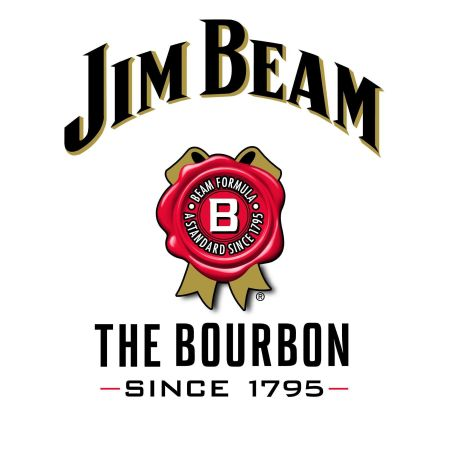 JIM BEAM
• BEAM FORMULA •
B
A STANDARD SINCE 1795
®
THE BOURBON
SINCE 1795